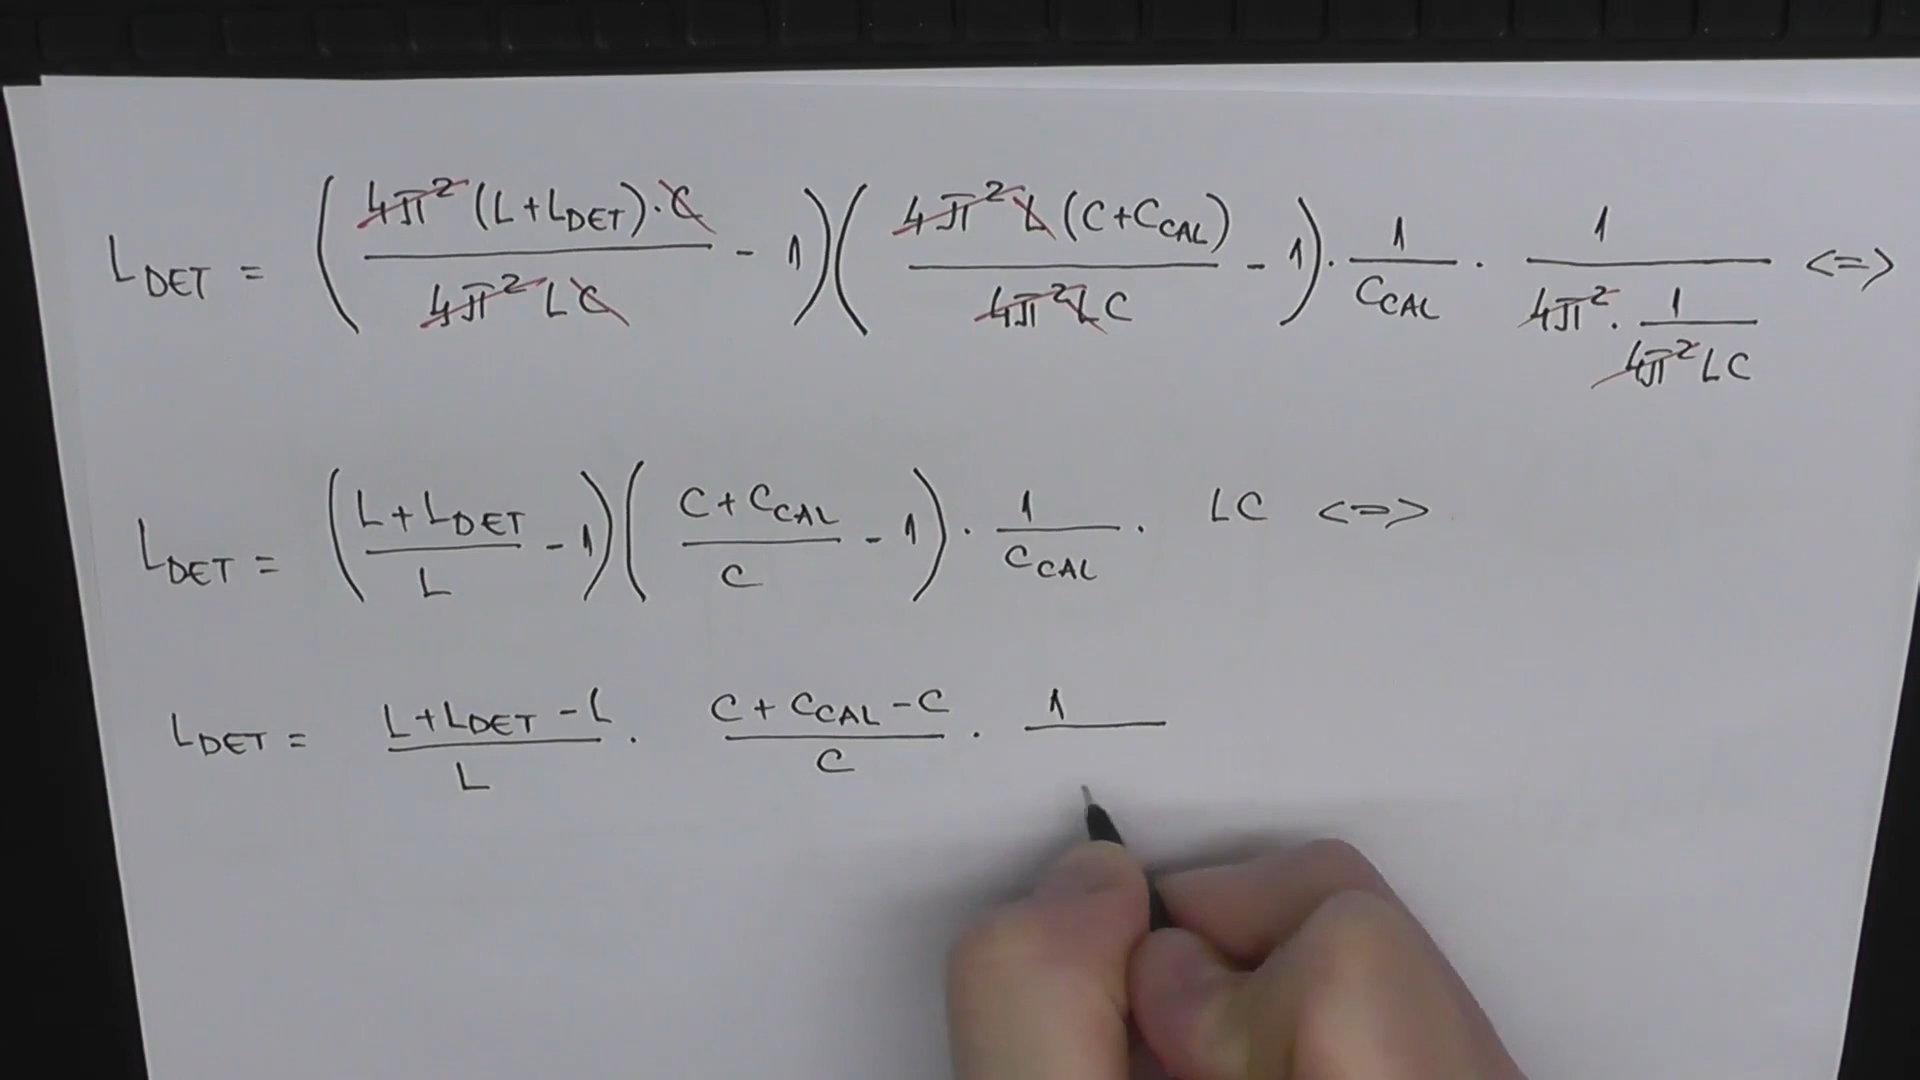 L_DET = ( 4π²(L+L_DET)·C / 4π²LC - 1 )( 4π²L(C+C_CAL) / 4π²LC - 1 ) · 1 / C_CAL · 1 / 4π² · 1 / 4π²LC <=>
L_DET = ( L+L_DET / L - 1 )( C+C_CAL / C - 1 ) · 1 / C_CAL · LC <=>
L_DET = L+L_DET-L / L · C+C_CAL-C / C · 1